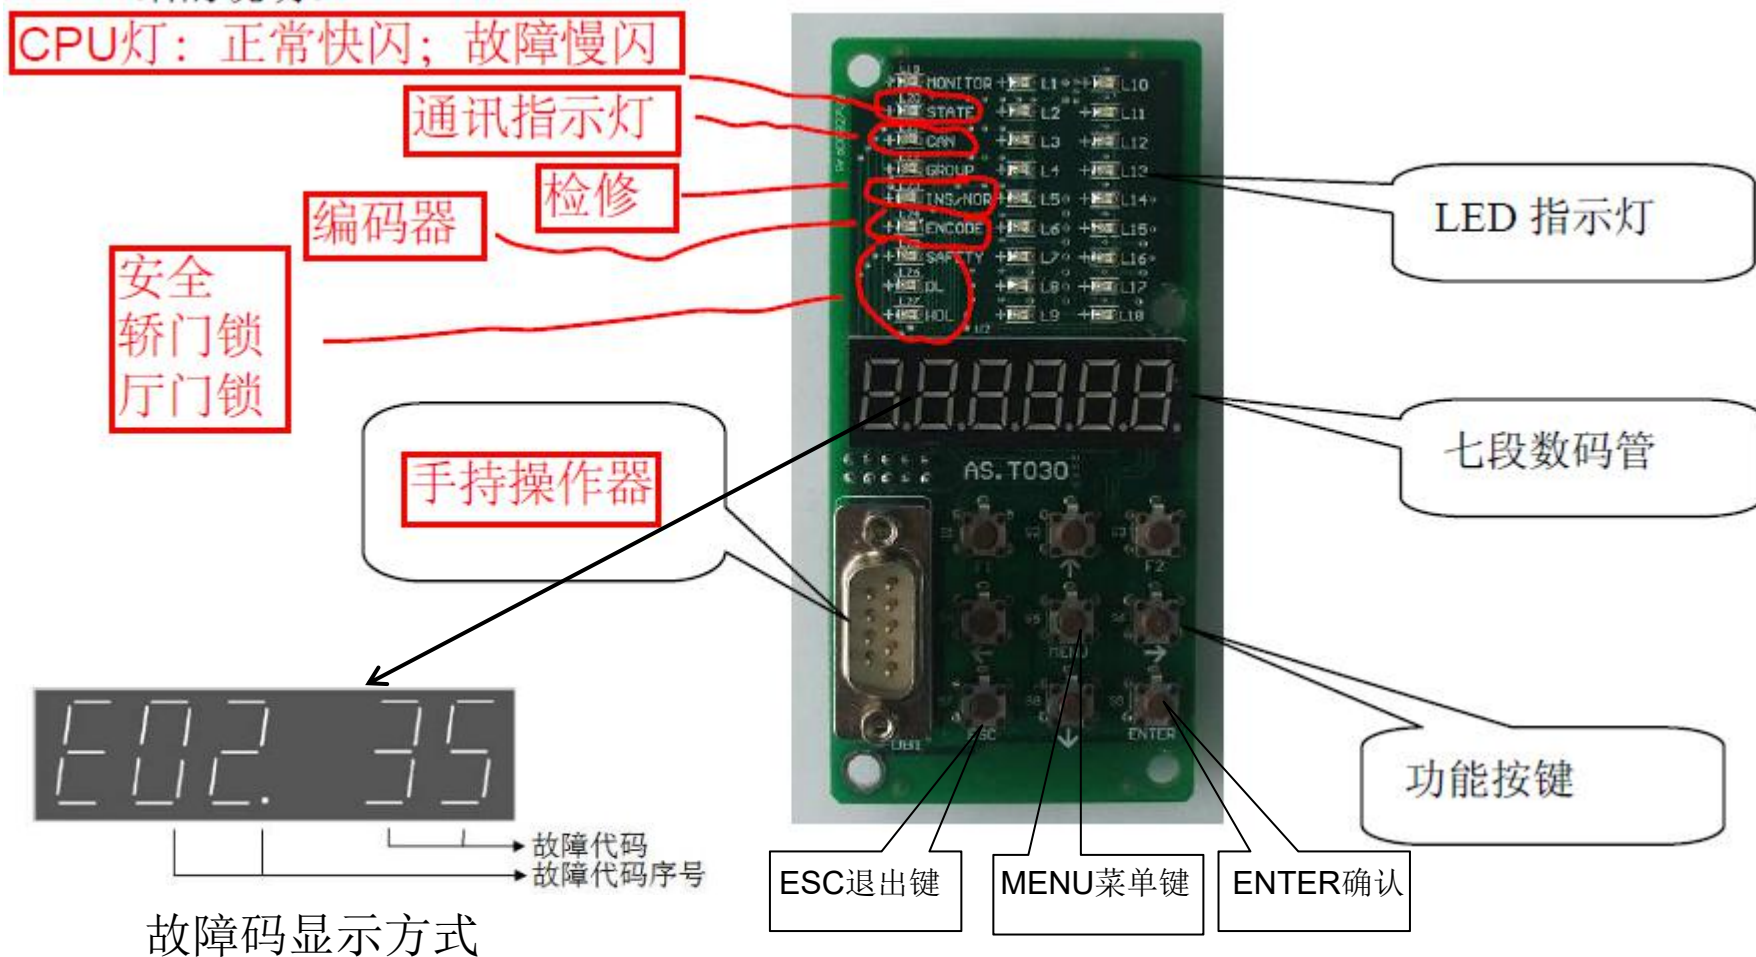 CPU灯：正常快闪；故障慢闪
通讯指示灯
检修
编码器
安全
轿门锁
厅门锁
手持操作器
MONITOR
STATE
CAN
GROUP
INS/NOR
ENCODE
SAFETY
DL
HDL
L1
L2
L3
L4
L5
L6
L7
L8
L9
L10
L11
L12
L13
L14
L15
L16
L17
L18
LED 指示灯
七段数码管
AS.T030
F1
↑
F2
←
MENU
→
ESC
↓
ENTER
DB1
功能按键
E02. 35
故障代码
故障代码序号
故障码显示方式
ESC退出键
MENU菜单键
ENTER确认